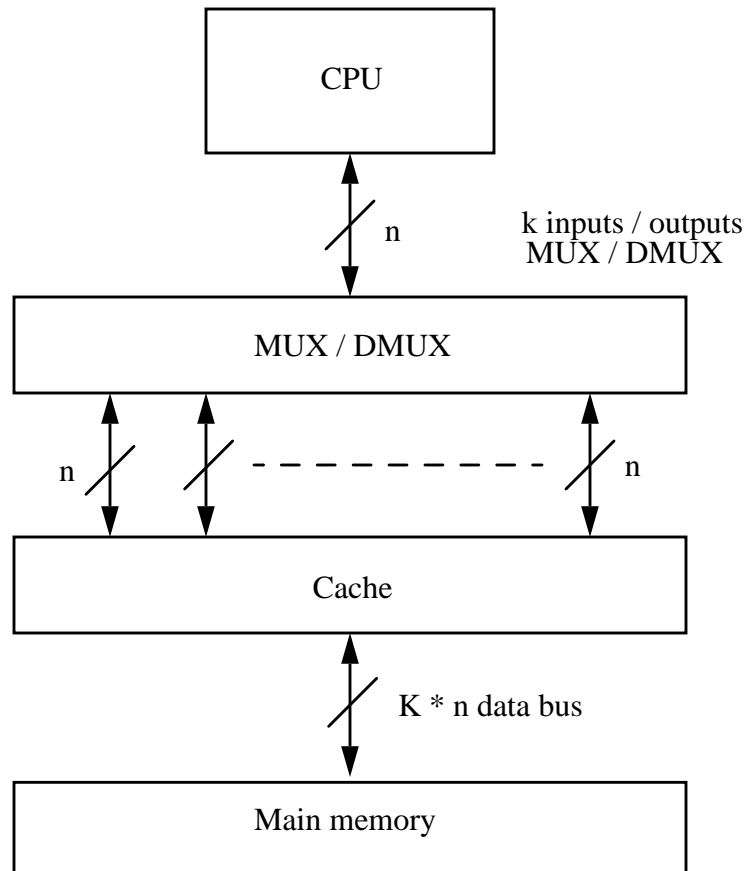 CPU
n
k inputs / outputs
MUX / DMUX
MUX / DMUX
n
n
Cache
K * n data bus
Main memory